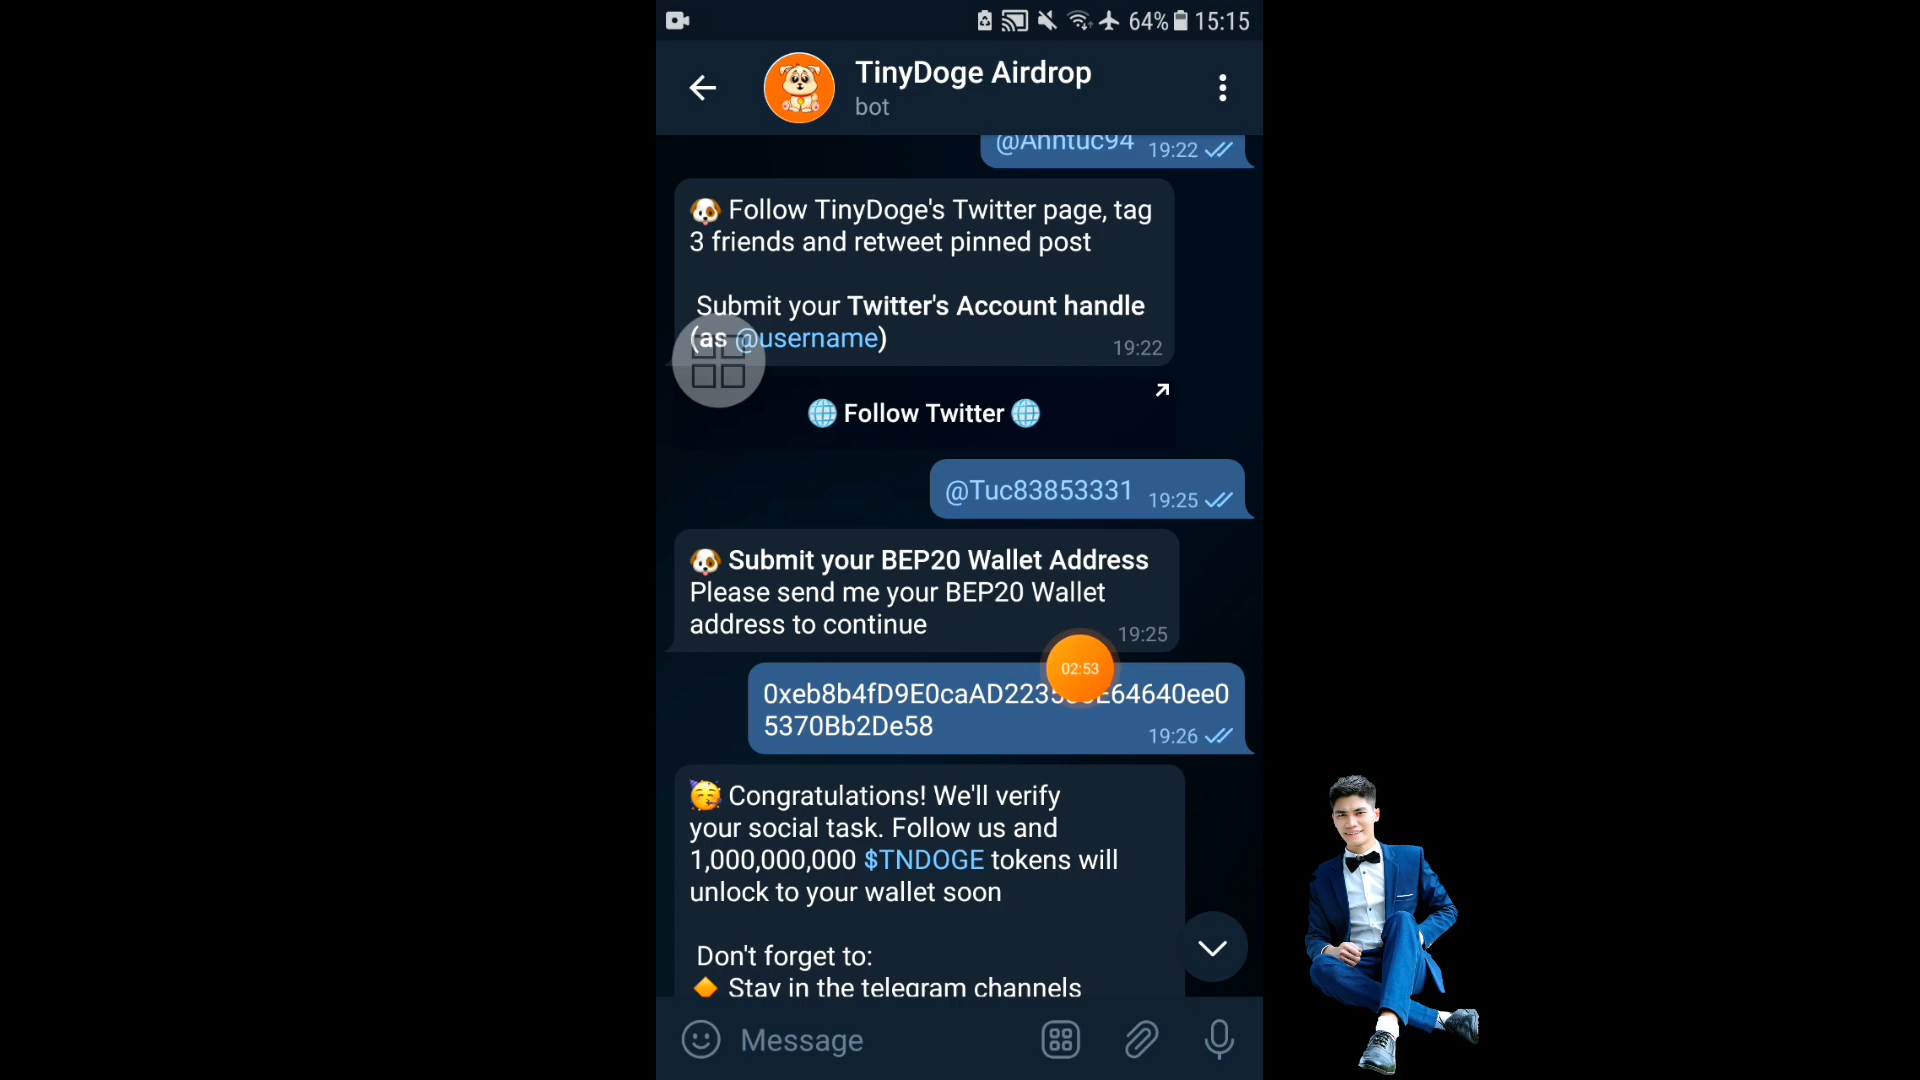 64% 15:15
TinyDoge Airdrop
bot
@Anhtuc94 19:22
Follow TinyDoge's Twitter page, tag
3 friends and retweet pinned post
Submit your Twitter's Account handle
(as @username)
19:22
Follow Twitter
@Tuc83853331 19:25
Submit your BEP20 Wallet Address
Please send me your BEP20 Wallet
address to continue
19:25
02:53
5370Bb2De58
19:26
Congratulations! We'll verify
your social task. Follow us and
1,000,000,000 $TNDOGE tokens will
unlock to your wallet soon
Don't forget to:
Stay in the telegram channels
Message